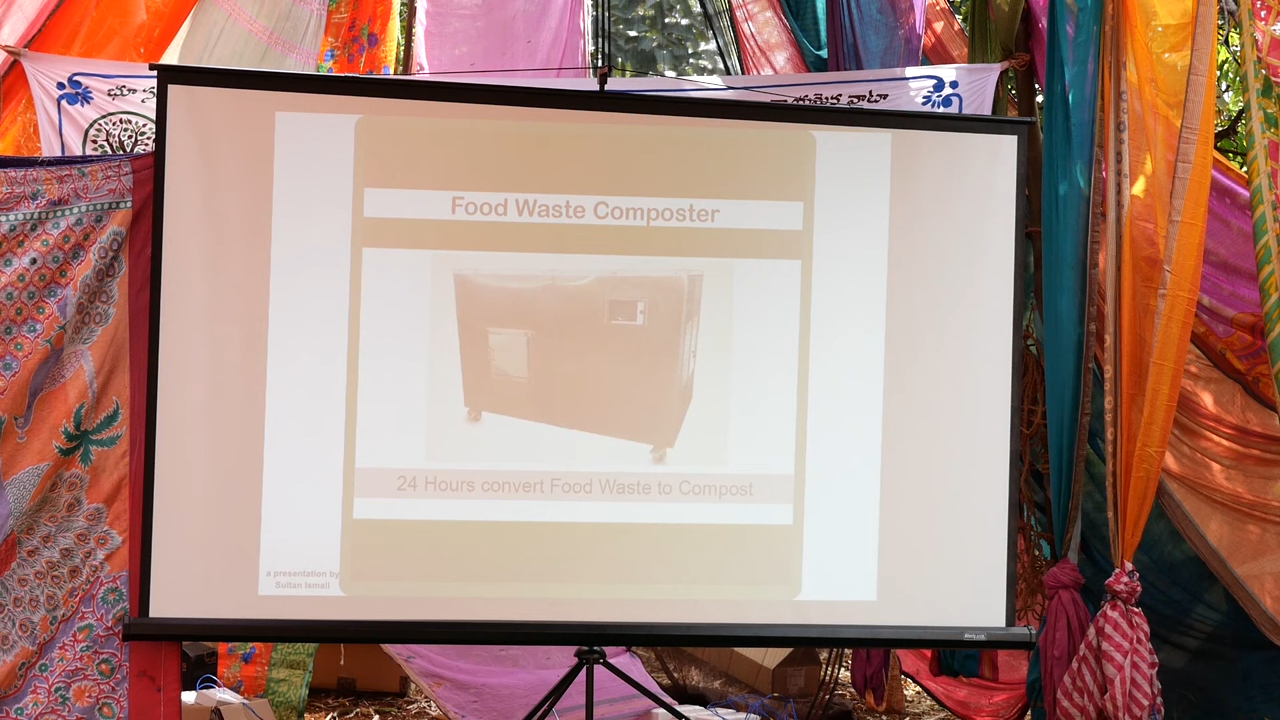 భూ
నాటా
Food Waste Composter
24 Hours convert Food Waste to Compost
a presentation by
Sultan Ismail